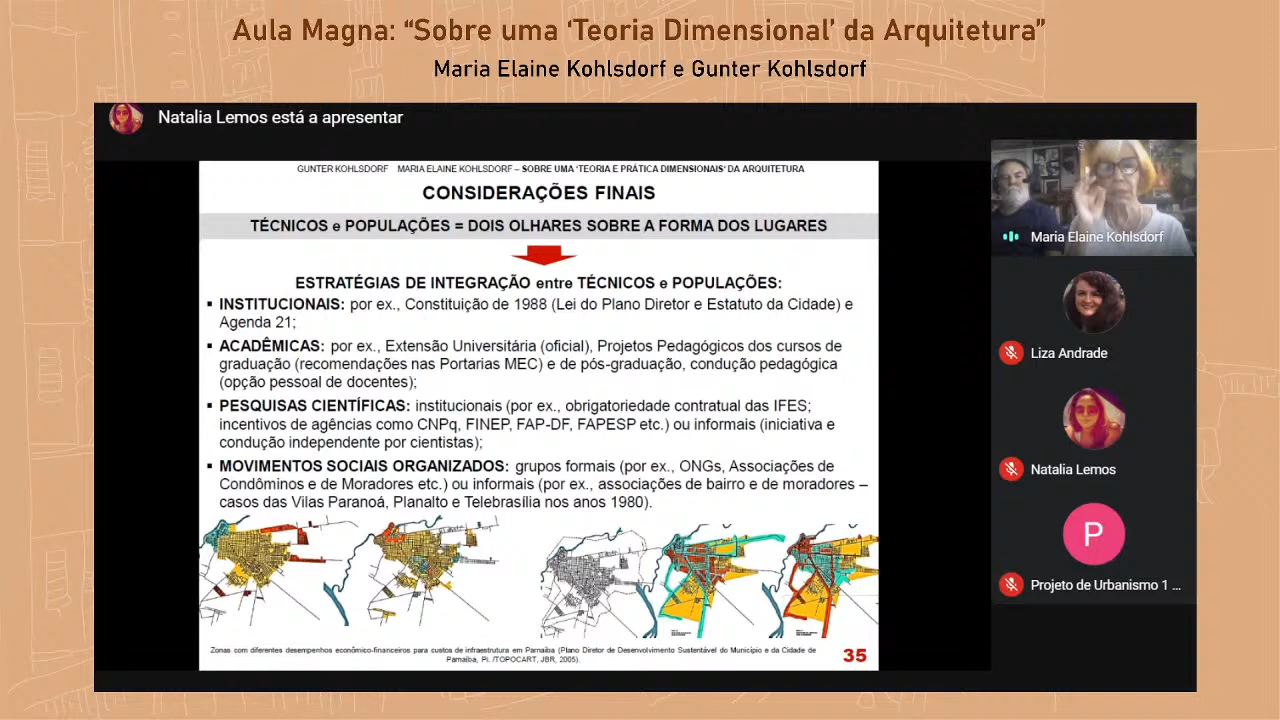 Aula Magna: “Sobre uma ‘Teoria Dimensional’ da Arquitetura”
Maria Elaine Kohlsdorf e Gunter Kohlsdorf
Natalia Lemos está a apresentar
GUNTER KOHLSDORF MARIA ELAINE KOHLSDORF – SOBRE UMA ‘TEORIA E PRÁTICA DIMENSIONAIS’ DA ARQUITETURA
CONSIDERAÇÕES FINAIS
TÉCNICOS e POPULAÇÕES = DOIS OLHARES SOBRE A FORMA DOS LUGARES
ESTRATÉGIAS DE INTEGRAÇÃO entre TÉCNICOS e POPULAÇÕES:
▪ INSTITUCIONAIS: por ex., Constituição de 1988 (Lei do Plano Diretor e Estatuto da Cidade) e
Agenda 21;
▪ ACADÊMICAS: por ex., Extensão Universitária (oficial), Projetos Pedagógicos dos cursos de
graduação (recomendações nas Portarias MEC) e de pós-graduação, condução pedagógica
(opção pessoal de docentes);
▪ PESQUISAS CIENTÍFICAS: institucionais (por ex., obrigatoriedade contratual das IFES;
incentivos de agências como CNPq, FINEP, FAP-DF, FAPESP etc.) ou informais (iniciativa e
condução independente por cientistas);
▪ MOVIMENTOS SOCIAIS ORGANIZADOS: grupos formais (por ex., ONGs, Associações de
Condôminos e de Moradores etc.) ou informais (por ex., associações de bairro e de moradores –
casos das Vilas Paranoá, Planalto e Telebrasília nos anos 1980).
Zonas com diferentes desempenhos econômico-financeiros para custos de infraestrutura em Parnaíba (Plano Diretor de Desenvolvimento Sustentável do Município e da Cidade de
Parnaíba, PI. /TOPOCART, JBR, 2005).
35
Maria Elaine Kohlsdorf
Liza Andrade
Natalia Lemos
P
Projeto de Urbanismo 1 ...